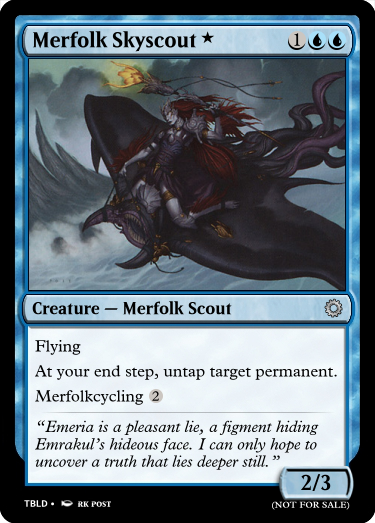 Merfolk Skyscout ★ 1
Creature — Merfolk Scout
Flying
At your end step, untap target permanent.
Merfolkcycling 2
“Emeria is a pleasant lie, a figment hiding
Emrakul's hideous face. I can only hope to
uncover a truth that lies deeper still.”
2/3
TBLD • RK POST
(NOT FOR SALE)